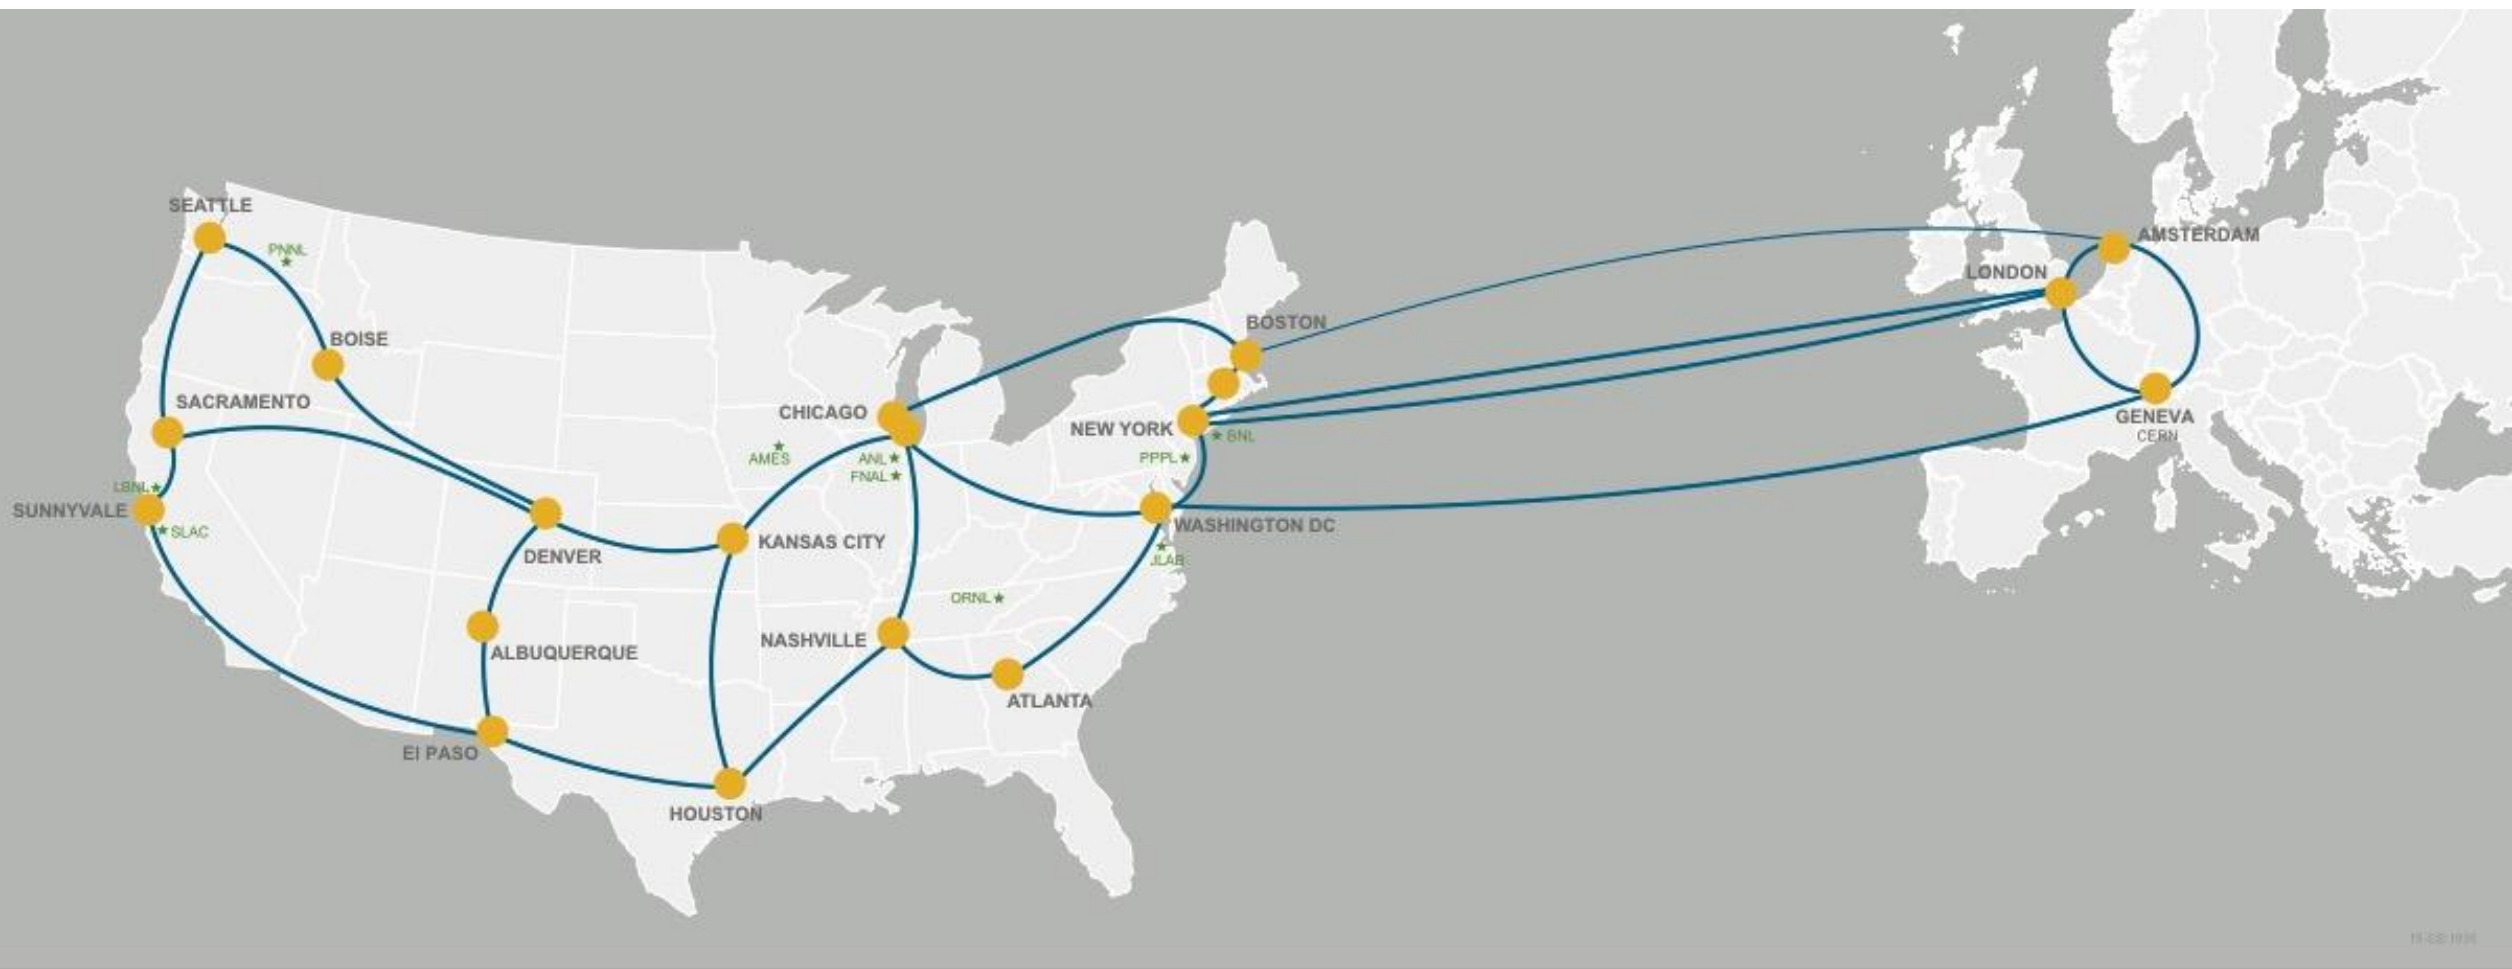 SEATTLE
PNNL
AMSTERDAM
LONDON
BOSTON
BOISE
SACRAMENTO
CHICAGO
NEW YORK
BNL
GENEVA
CERN
AMES
ANL
FNAL
PPPL
LBNL
SUNNYVALE
SLAC
WASHINGTON DC
KANSAS CITY
DENVER
JLAB
ORNL
NASHVILLE
ALBUQUERQUE
ATLANTA
El PASO
HOUSTON